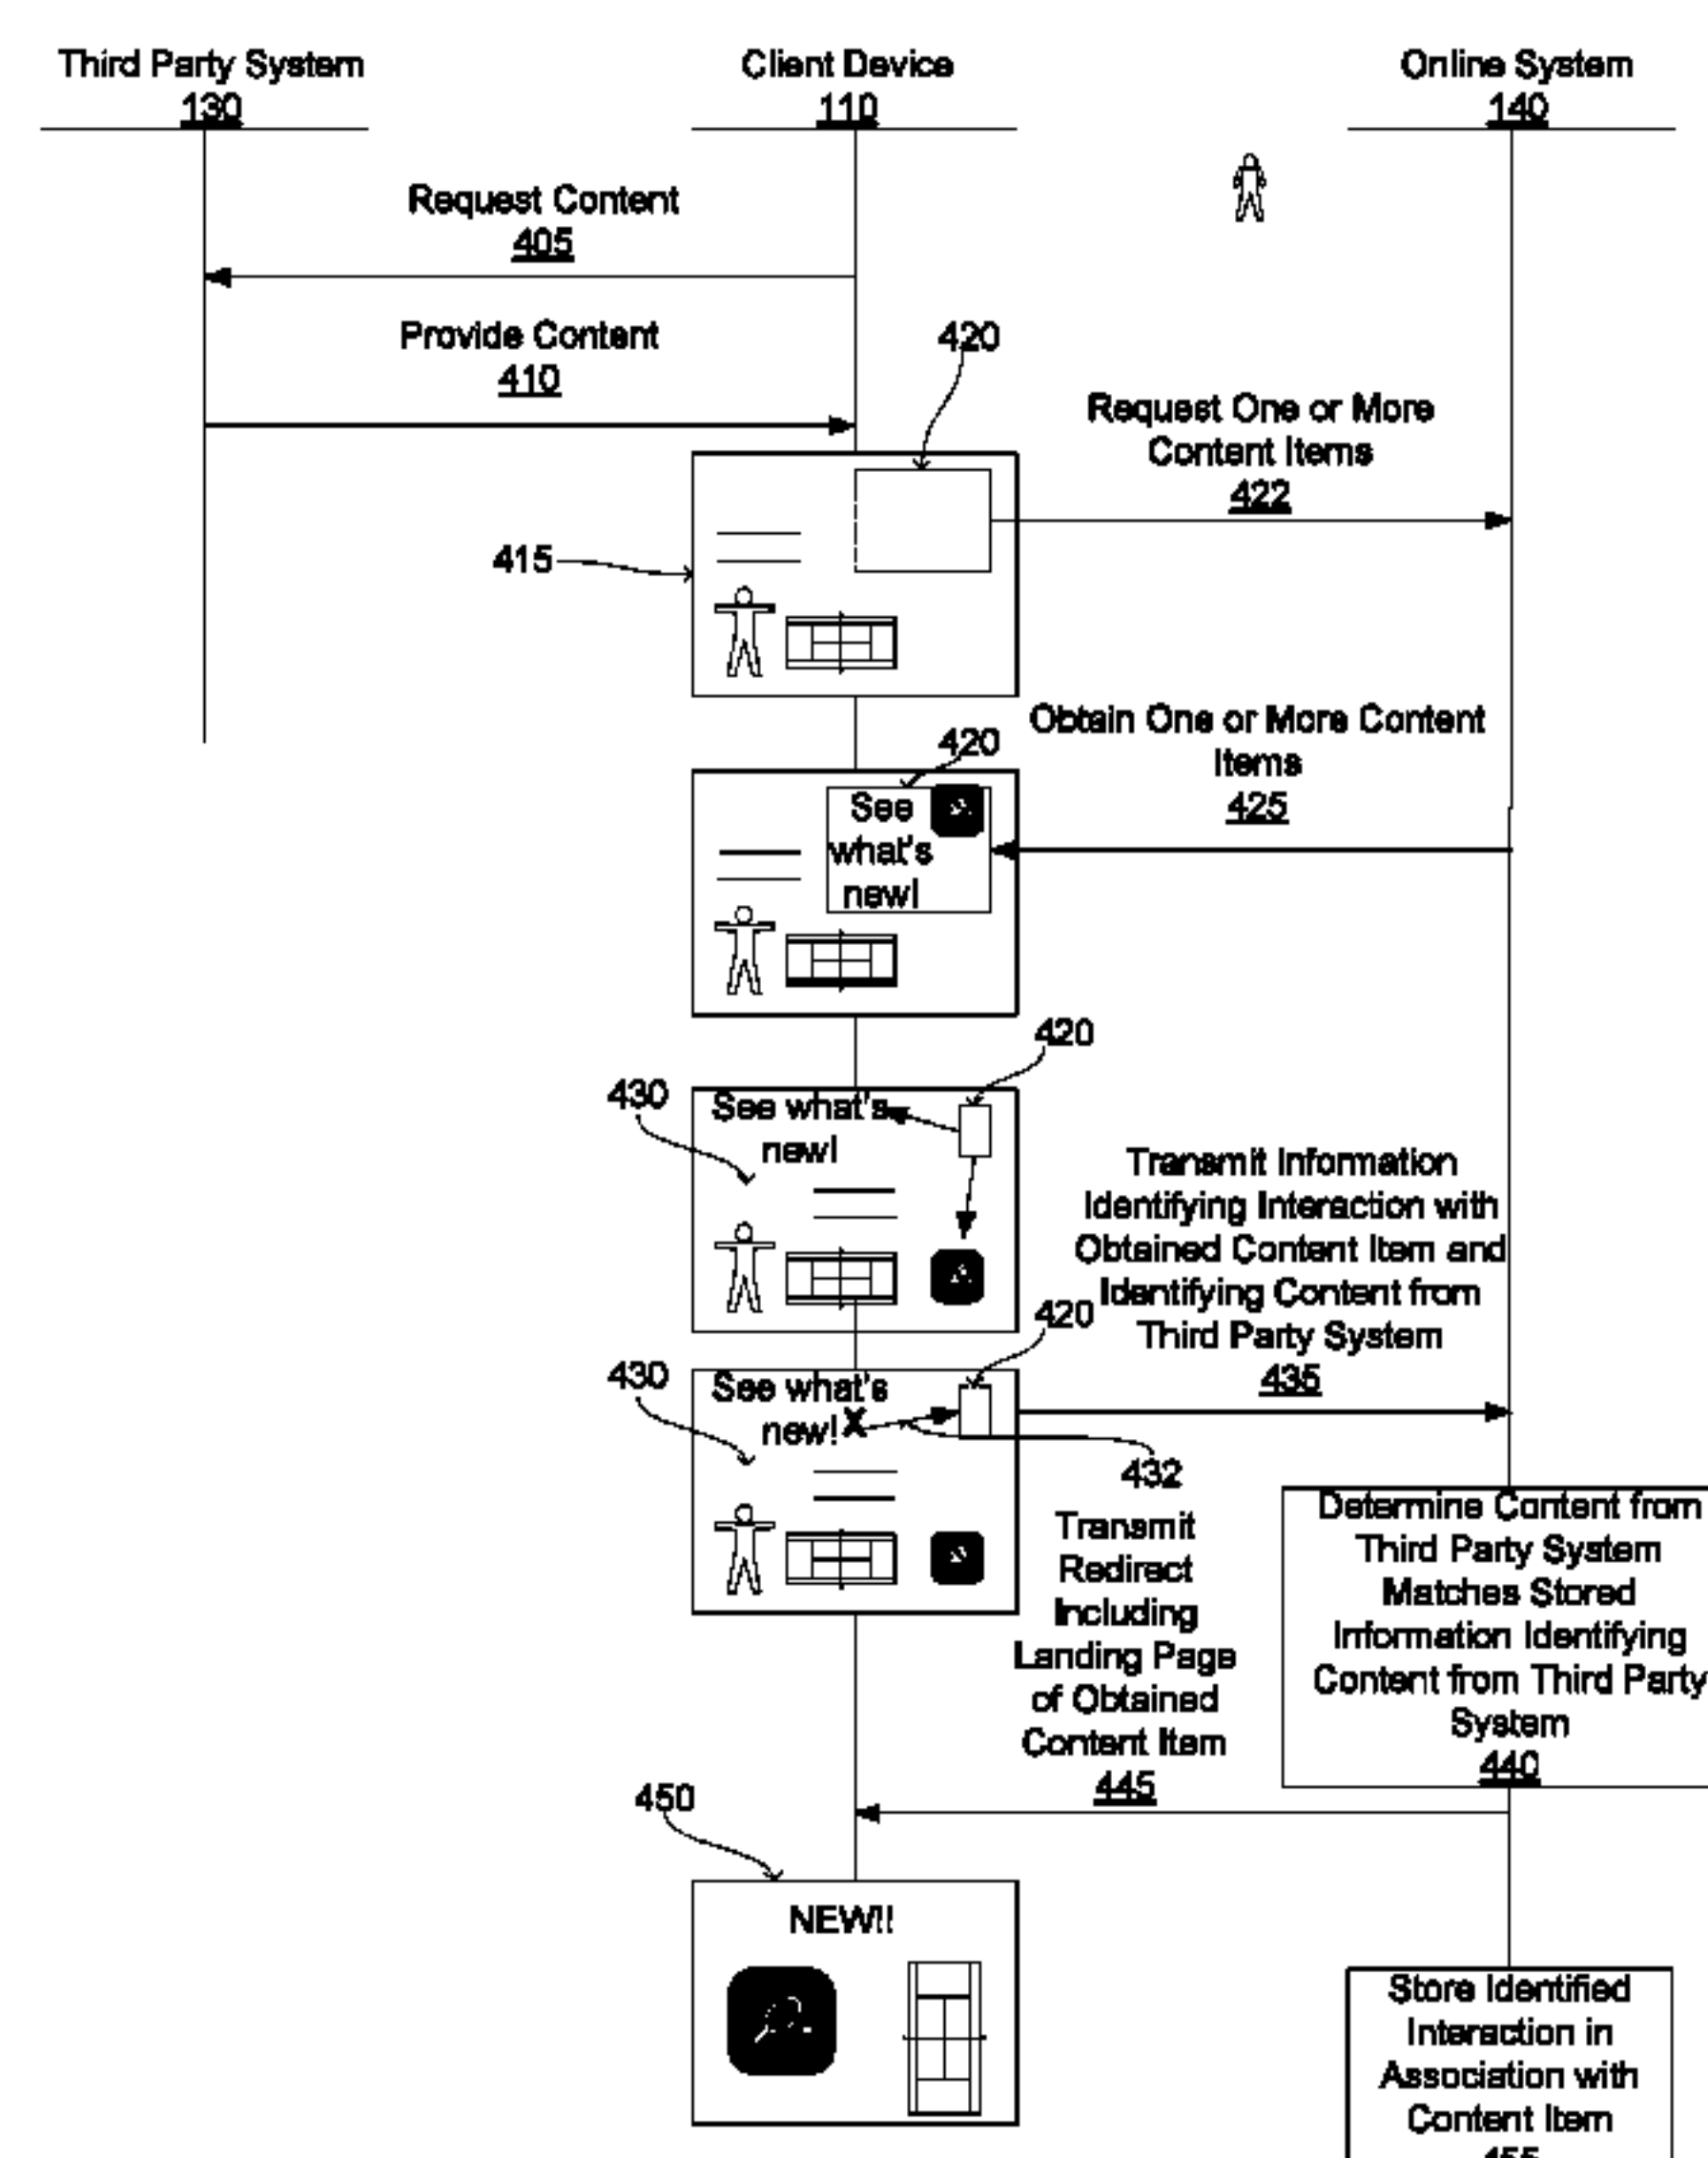 Third Party System
130
Client Device
110
Online System
140
Request Content
405
Provide Content
410
420
Request One or More
Content Items
422
415
Obtain One or More Content
Items
425
420
See
what's
new!
420
430
See what's
new!
Transmit Information
Identifying Interaction with
Obtained Content Item and
Identifying Content from
Third Party System
435
420
430
See what's
new!
X
432
Transmit
Redirect
Including
Landing Page
of Obtained
Content Item
445
Determine Content from
Third Party System
Matches Stored
Information Identifying
Content from Third Party
System
440
450
NEW!!
Store Identified
Interaction in
Association with
Content Item
455